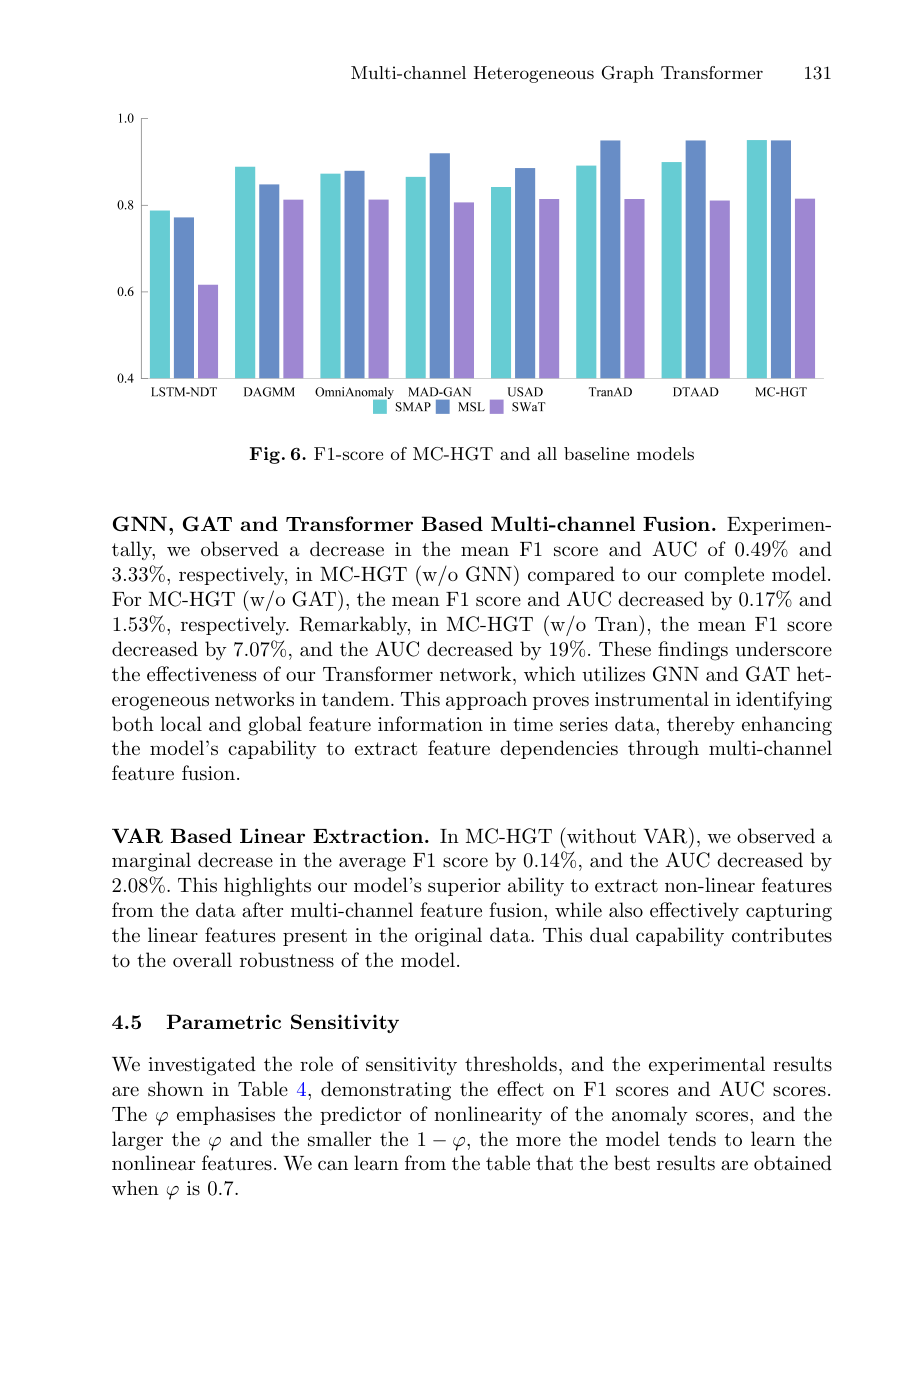 Multi-channel Heterogeneous Graph Transformer 131
1.0
0.8
0.6
0.4
LSTM-NDT DAGMM OmniAnomaly MAD-GAN USAD TranAD DTAAD MC-HGT
SMAP MSL SWaT
Fig. 6. F1-score of MC-HGT and all baseline models
GNN, GAT and Transformer Based Multi-channel Fusion. Experimen-
tally, we observed a decrease in the mean F1 score and AUC of 0.49% and
3.33%, respectively, in MC-HGT (w/o GNN) compared to our complete model.
For MC-HGT (w/o GAT), the mean F1 score and AUC decreased by 0.17% and
1.53%, respectively. Remarkably, in MC-HGT (w/o Tran), the mean F1 score
decreased by 7.07%, and the AUC decreased by 19%. These findings underscore
the effectiveness of our Transformer network, which utilizes GNN and GAT het-
erogeneous networks in tandem. This approach proves instrumental in identifying
both local and global feature information in time series data, thereby enhancing
the model's capability to extract feature dependencies through multi-channel
feature fusion.
VAR Based Linear Extraction. In MC-HGT (without VAR), we observed a
marginal decrease in the average F1 score by 0.14%, and the AUC decreased by
2.08%. This highlights our model's superior ability to extract non-linear features
from the data after multi-channel feature fusion, while also effectively capturing
the linear features present in the original data. This dual capability contributes
to the overall robustness of the model.
4.5 Parametric Sensitivity
We investigated the role of sensitivity thresholds, and the experimental results
are shown in Table 4, demonstrating the effect on F1 scores and AUC scores.
The φ emphasises the predictor of nonlinearity of the anomaly scores, and the
larger the φ and the smaller the 1 − φ, the more the model tends to learn the
nonlinear features. We can learn from the table that the best results are obtained
when φ is 0.7.